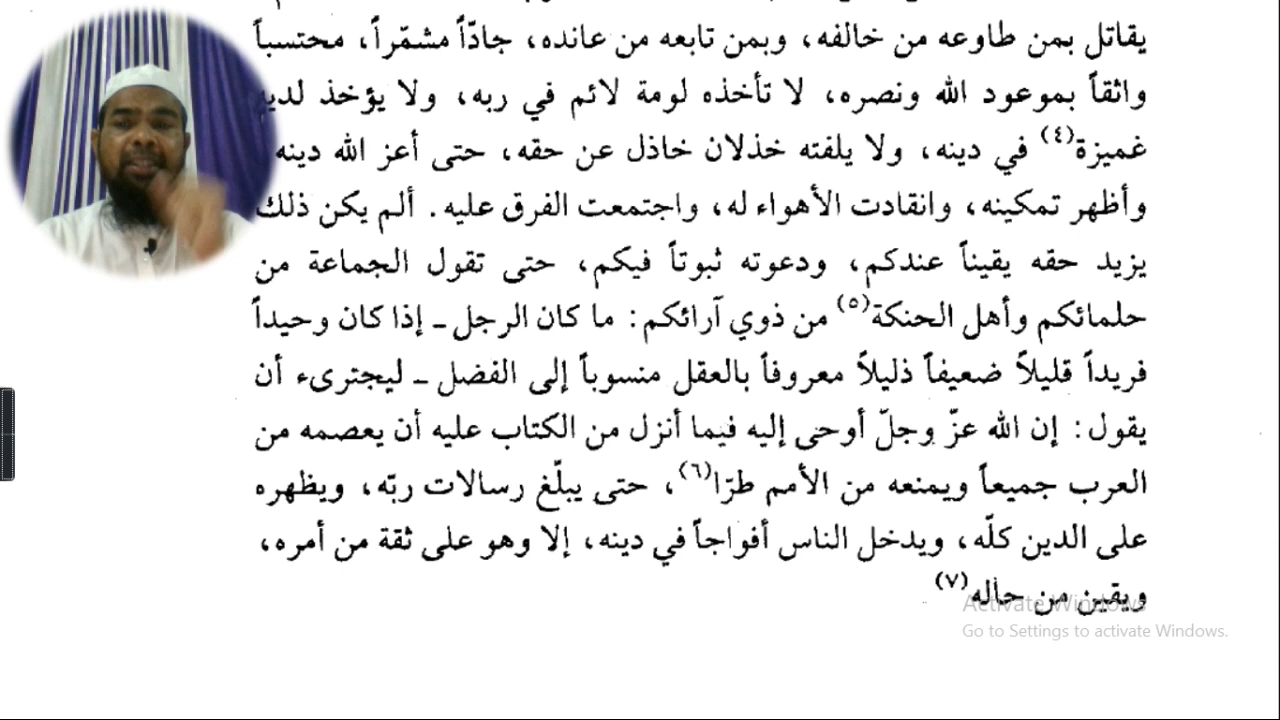 يقاتل بمن طاوعه من خالفه، وبمن تابعه من عانده، جادّاً مشمّراً، محتسباً
واثقاً بموعود الله ونصره، لا تأخذه لومة لائم في ربه، ولا يؤخذ
غميزة(٤) في دينه، ولا يلفته خذلان خاذل عن حقه، حتى أعز الله دينه
وأظهر تمكينه، وانقادت الأهواء له، واجتمعت الفرق عليه. ألم يكن ذلك
يزيد حقه يقيناً عندكم، ودعوته ثبوتاً فيكم، حتى تقول الجماعة من
حلمائكم وأهل الحنكة(٥) من ذوي آرائكم: ما كان الرجل ـ إذا كان وحيداً
فريداً قليلاً ضعيفاً ذليلاً معروفاً بالعقل منسوباً إلى الفضل ـ ليجترىء أن
يقول: إن الله عزّ وجلّ أوحى إليه فيما أنزل من الكتاب عليه أن يعصمه من
العرب جميعاً ويمنعه من الأمم طرّا(٦)، حتى يبلّغ رسالات ربّه، ويظهره
على الدين كلّه، ويدخل الناس أفواجاً في دينه، إلا وهو على ثقة من أمره،
ويقين من حاله(٧)
Activate Windows
Go to Settings to activate Windows.